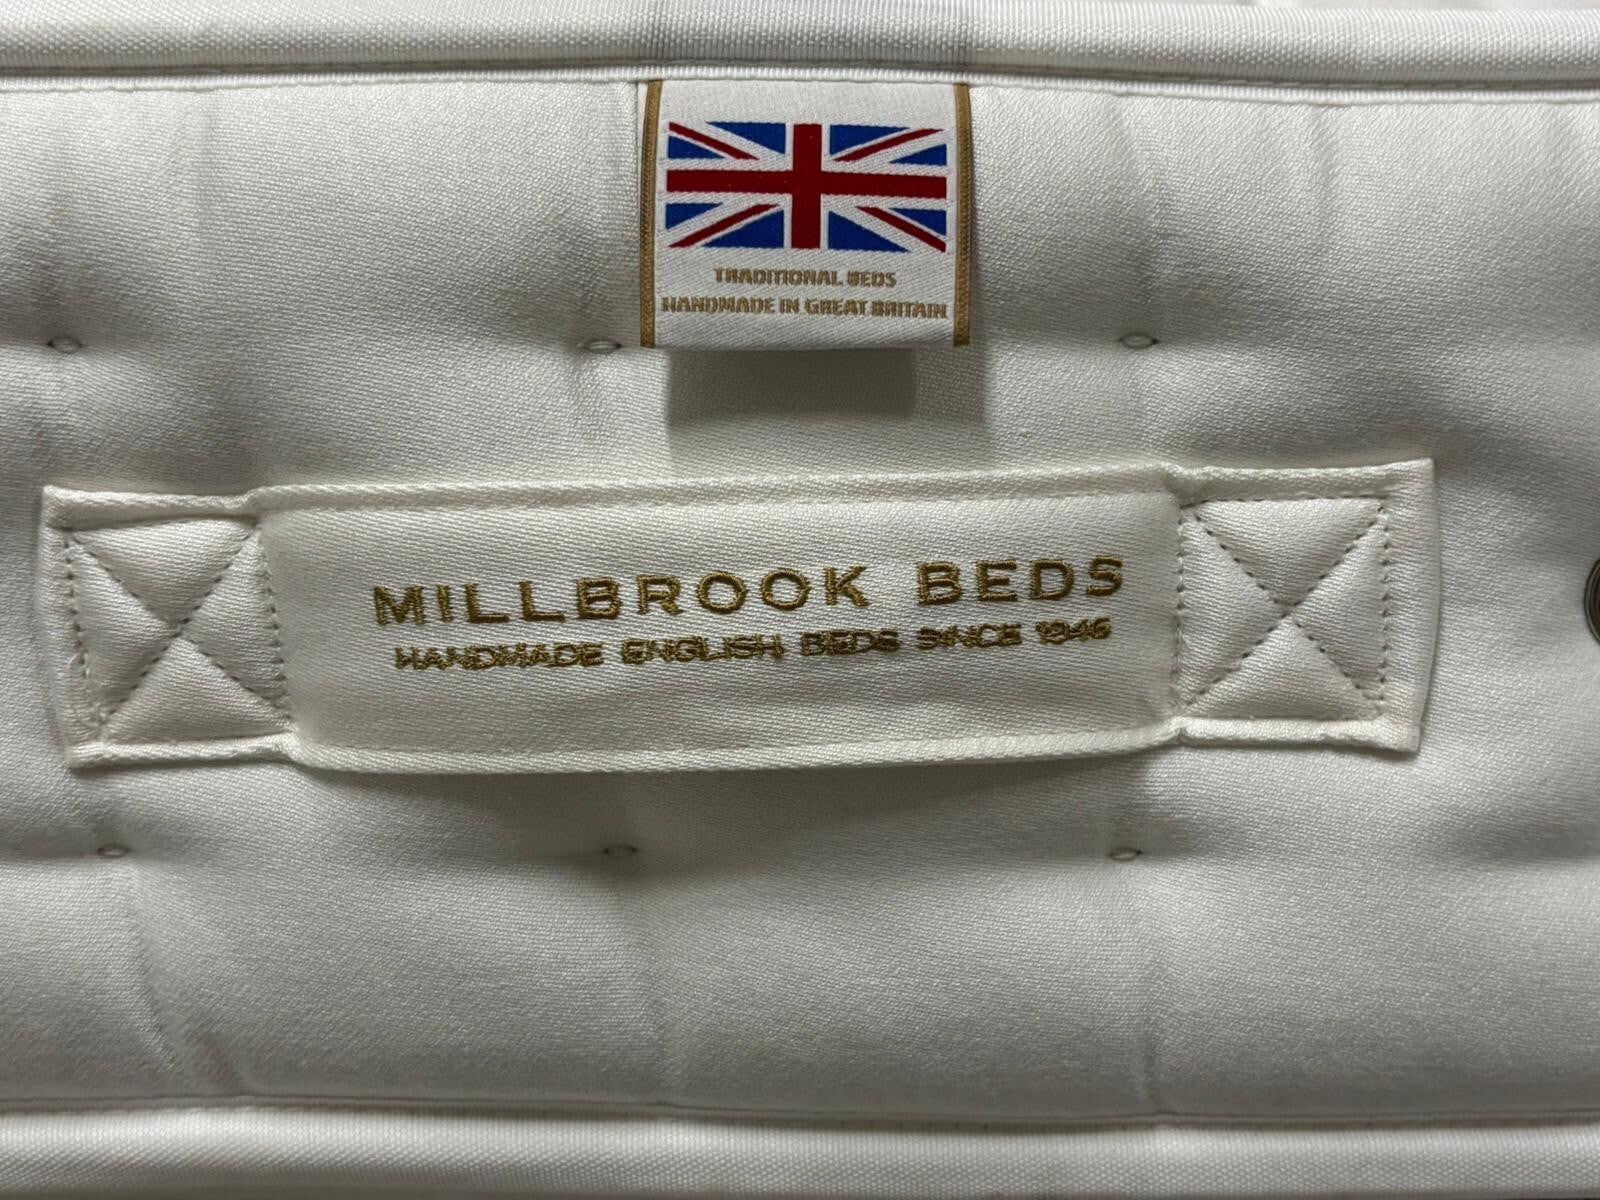 TRADITIONAL BEDS
HANDMADE IN GREAT BRITAIN
MILLBROOK BEDS
HANDMADE ENGLISH BEDS SINCE 1946